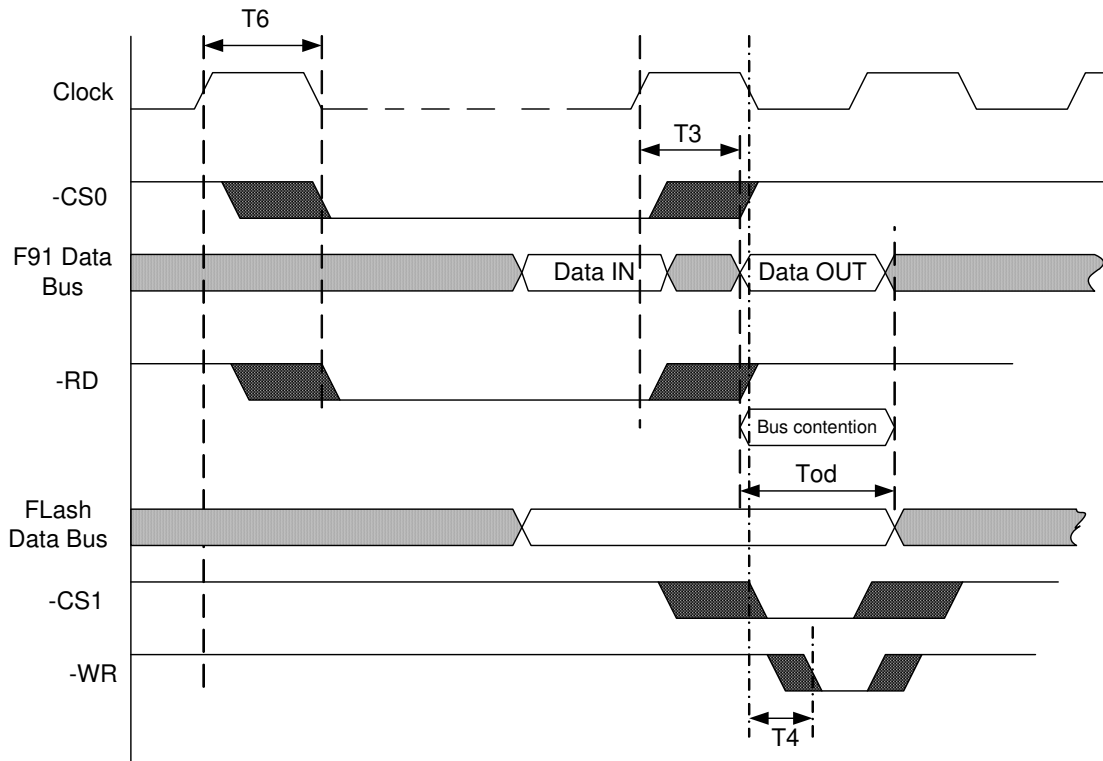 T6
Clock
T3
-CS0
F91 Data
Bus
Data IN
Data OUT
-RD
Bus contention
Tod
FLash
Data Bus
-CS1
-WR
T4